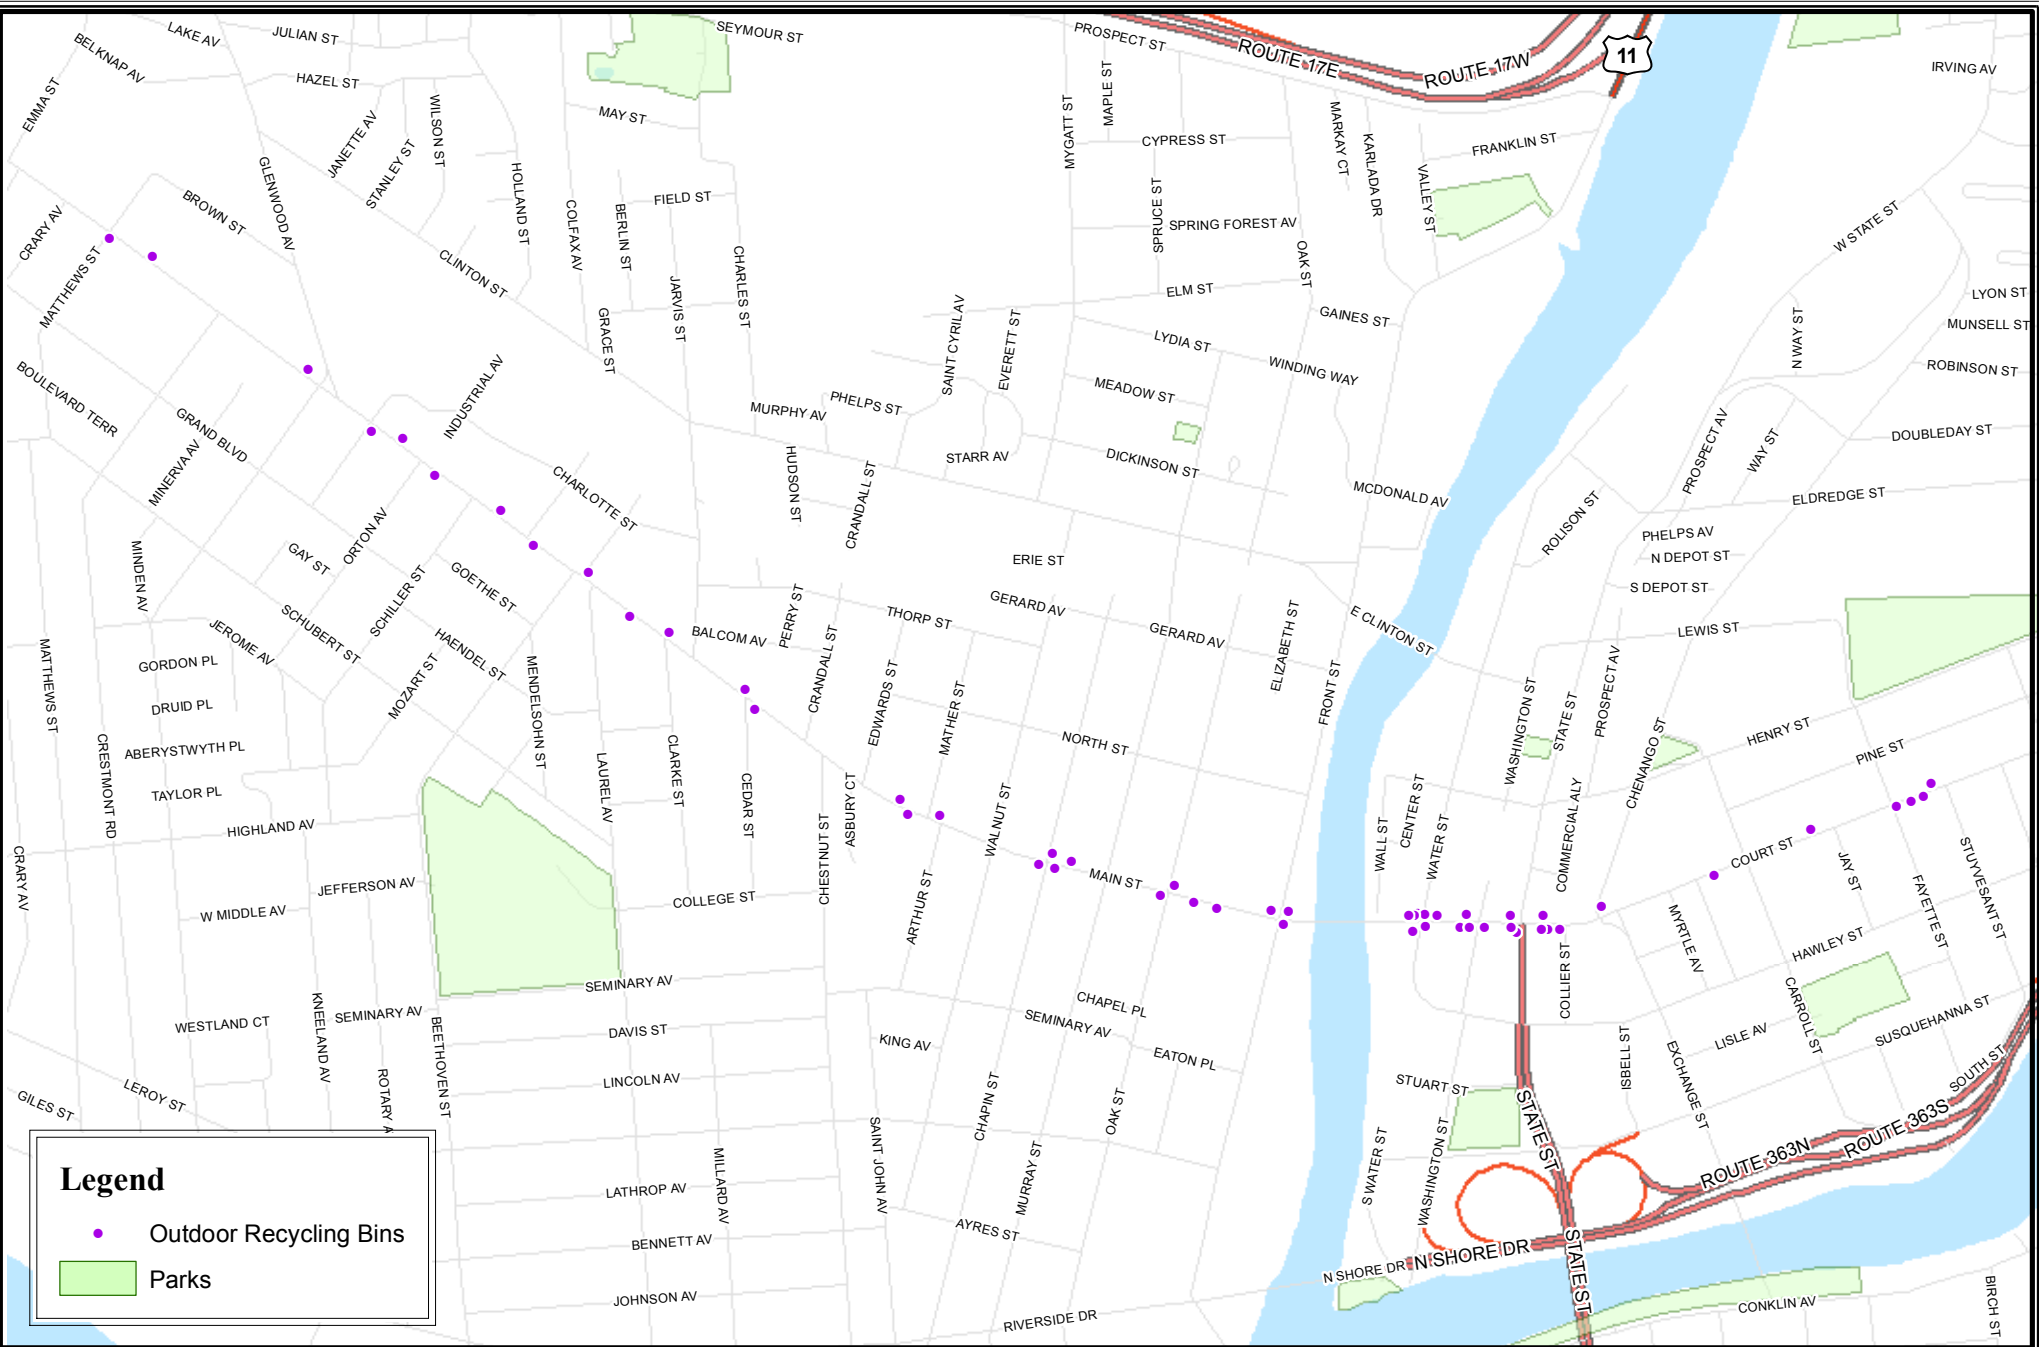 LAKE AV
JULIAN ST
SEYMOUR ST
PROSPECT ST
ROUTE 17E
ROUTE 17W
11
BELKNAP AV
HAZEL ST
IRVING AV
EMMA ST
JANETTE AV
STANLEY ST
WILSON ST
MAY ST
MYGATT ST
MAPLE ST
CYPRESS ST
MARKAY CT
KARLADA DR
FRANKLIN ST
GLENWOOD AV
HOLLAND ST
COLFAX AV
BERLIN ST
FIELD ST
SPRUCE ST
SPRING FOREST AV
VALLEY ST
W STATE ST
CRARY AV
BROWN ST
MATTHEWS ST
CLINTON ST
JARVIS ST
CHARLES ST
OAK ST
ELM ST
GAINES ST
LYON ST
MUNSELL ST
GRACE ST
SAINT CYRIL AV
EVERETT ST
LYDIA ST
WINDING WAY
N WAY ST
ROBINSON ST
BOULEVARD TERR
INDUSTRIAL AV
MEADOW ST
MURPHY AV
PHELPS ST
GRAND BLVD
MINERVA AV
STARR AV
DICKINSON ST
PROSPECT AV
WAY ST
DOUBLEDAY ST
CHARLOTTE ST
HUDSON ST
CRANDALL ST
MCDONALD AV
ELDREDGE ST
ROLISON ST
ORTON AV
GAY ST
MINDEN AV
ERIE ST
PHELPS AV
N DEPOT ST
S DEPOT ST
GOETHE ST
SCHILLER ST
SCHUBERT ST
THORP ST
GERARD AV
GERARD AV
PERRY ST
BALCOM AV
ELIZABETH ST
E CLINTON ST
LEWIS ST
JEROME AV
HAENDEL ST
GORDON PL
MATTHEWS ST
MOZART ST
MENDELSOHN ST
CRANDALL ST
EDWARDS ST
MATHER ST
FRONT ST
WASHINGTON ST
STATE ST
PROSPECT AV
DRUID PL
ABERYSTWYTH PL
CRESTMONT RD
TAYLOR PL
LAUREL AV
CLARKE ST
CEDAR ST
NORTH ST
CHENANGO ST
HENRY ST
PINE ST
HIGHLAND AV
CHESTNUT ST
ASBURY CT
WALNUT ST
WALL ST
CENTER ST
WATER ST
COMMERCIAL ALY
COURT ST
JAY ST
STUYVESANT ST
CRARY AV
JEFFERSON AV
W MIDDLE AV
COLLEGE ST
ARTHUR ST
MAIN ST
FAYETTE ST
MYRTLE AV
HAWLEY ST
COLLIER ST
SEMINARY AV
SEMINARY AV
WESTLAND CT
KNEELAND AV
BEETHOVEN ST
DAVIS ST
CHAPEL PL
SEMINARY AV
KING AV
EATON PL
CARROLL ST
SUSQUEHANNA ST
LISLE AV
ISBELL ST
EXCHANGE ST
SOUTH ST
LEROY ST
GILES ST
ROTARY A
LINCOLN AV
CHAPIN ST
OAK ST
STUART ST
STATE ST
ROUTE 363N
ROUTE 363S
SAINT JOHN AV
MILLARD AV
MURRAY ST
S WATER ST
WASHINGTON ST
LATHROP AV
AYRES ST
BENNETT AV
N SHORE DR
N SHORE DR
STATE ST
JOHNSON AV
RIVERSIDE DR
CONKLIN AV
BIRCH ST
Legend
Outdoor Recycling Bins
Parks